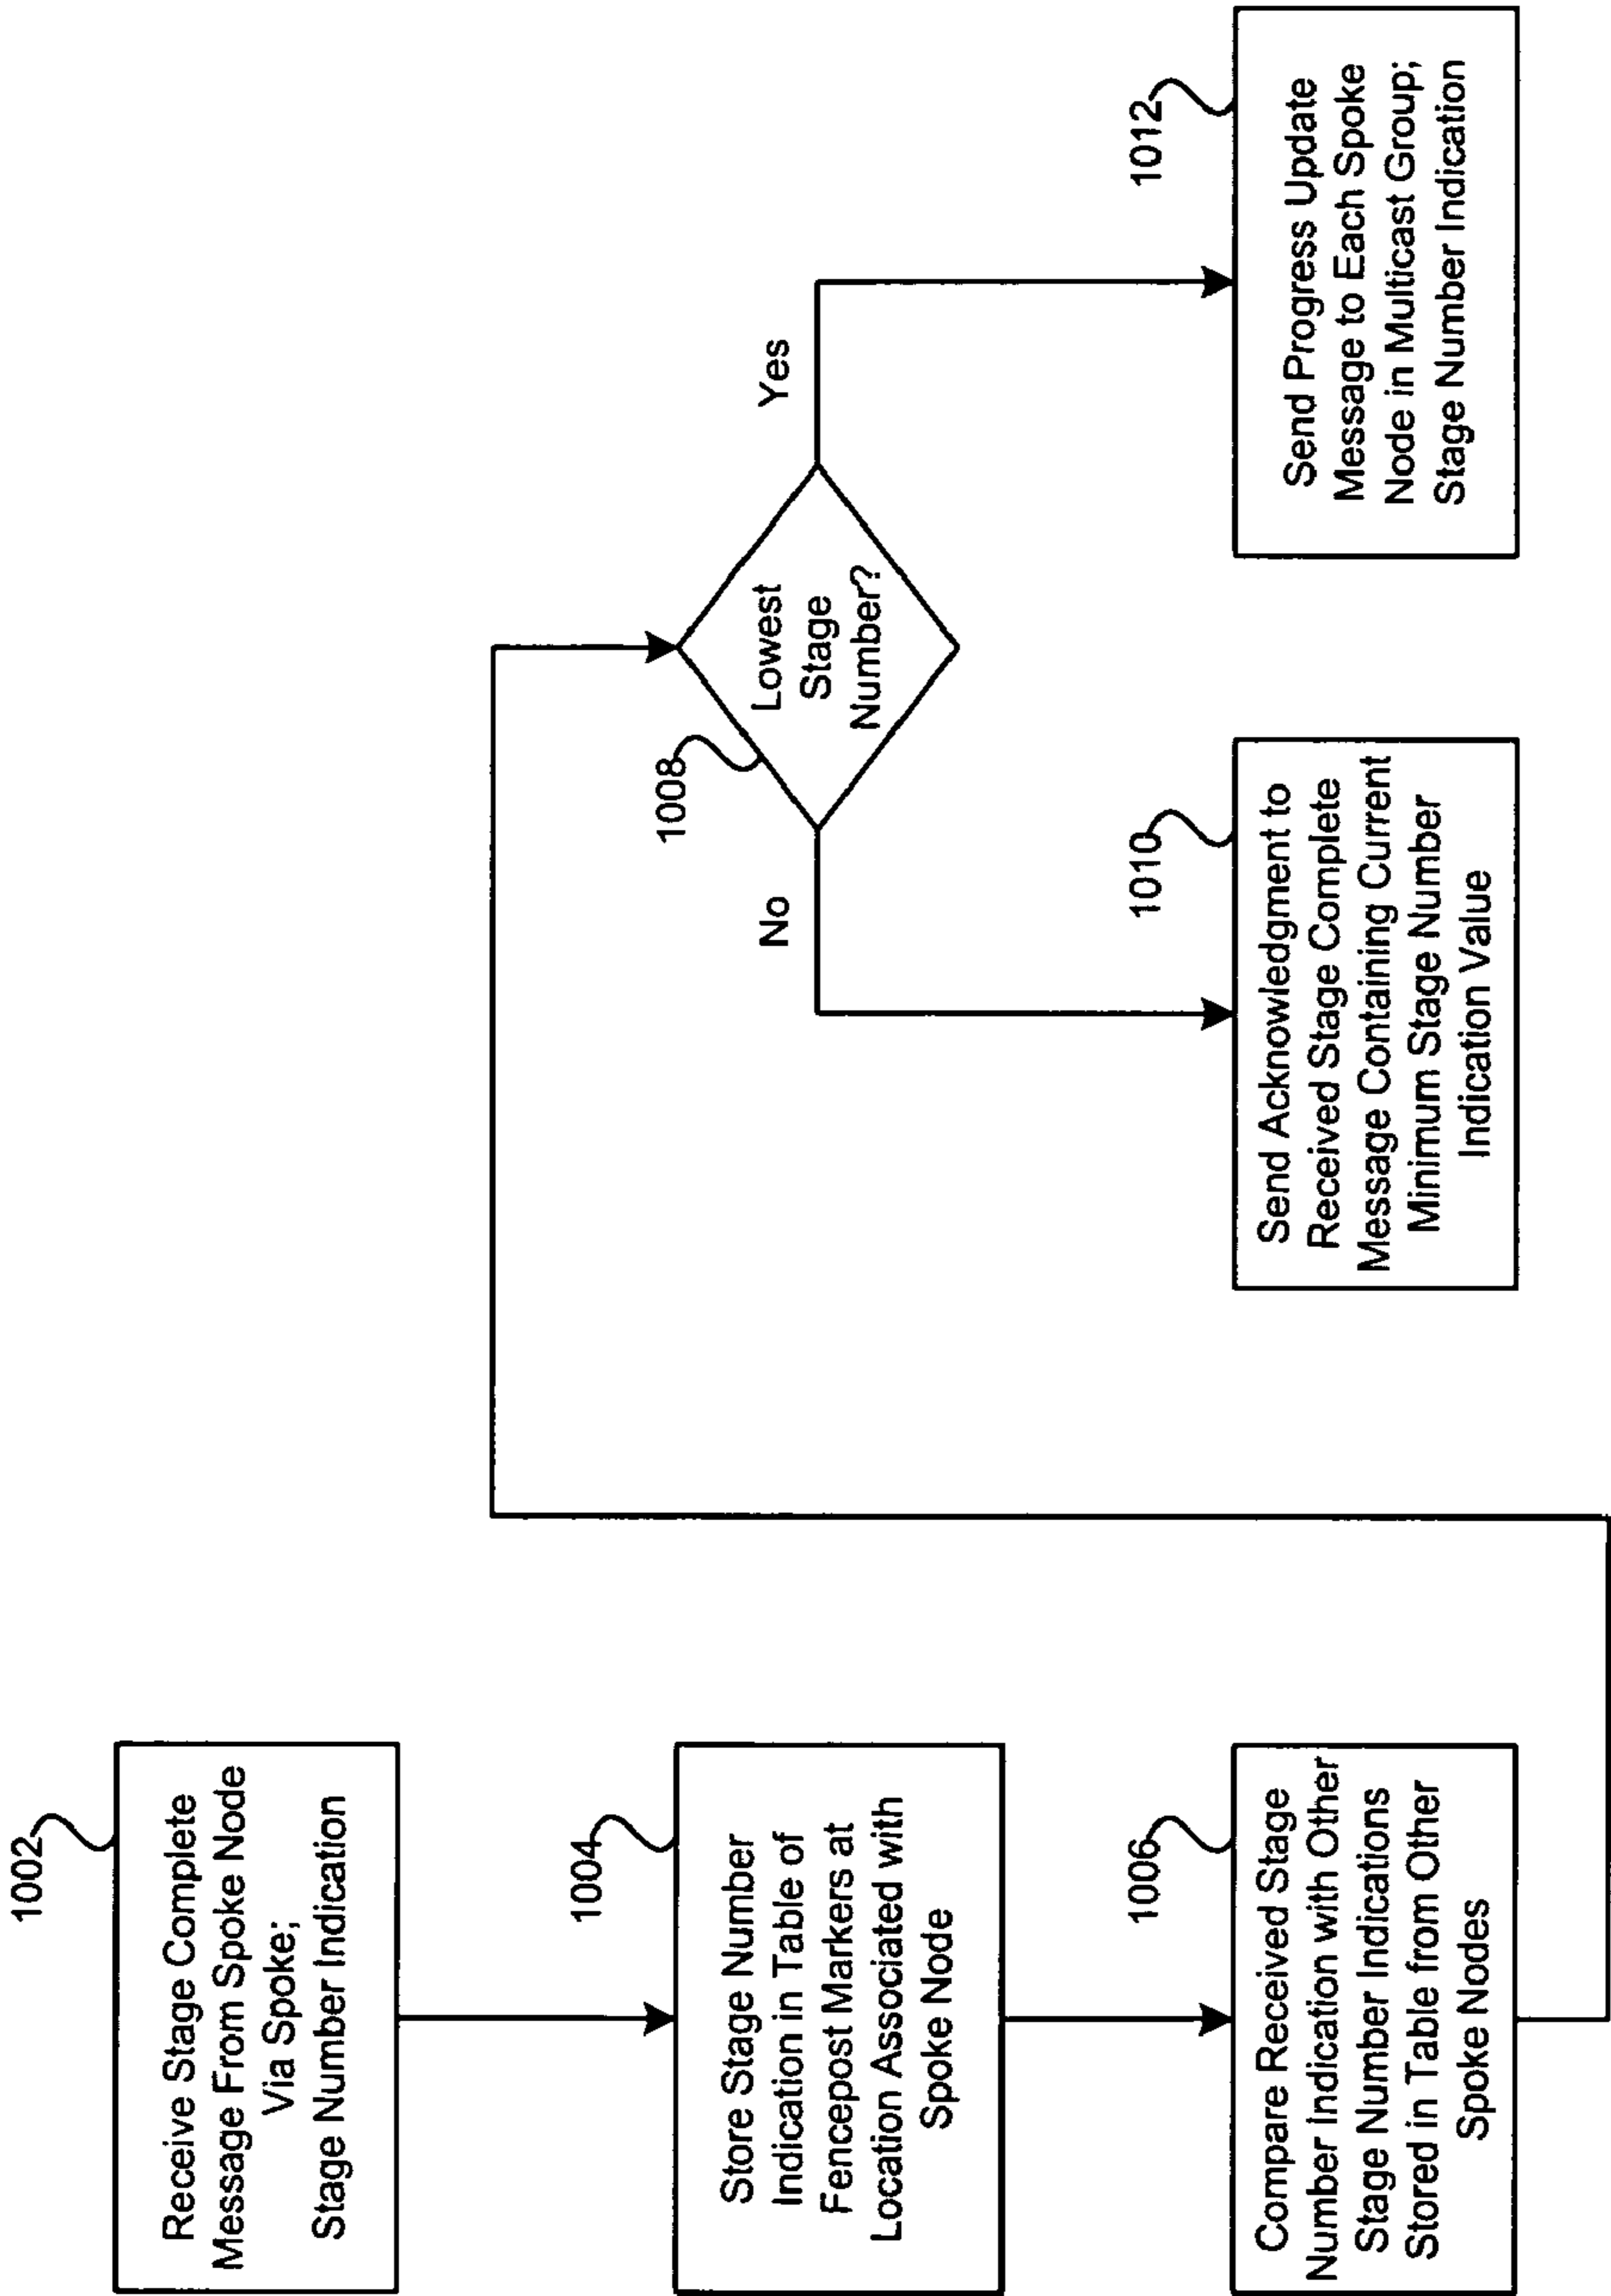 1002
Receive Stage Complete
Message From Spoke Node
Via Spoke;
Stage Number Indication
1004
Store Stage Number
Indication in Table of
Fencepost Markers at
Location Associated with
Spoke Node
1006
Compare Received Stage
Number Indication with Other
Stage Number Indications
Stored in Table from Other
Spoke Nodes
1008
Lowest
Stage
Number?
No
Yes
1010
Send Acknowledgment to
Received Stage Complete
Message Containing Current
Minimum Stage Number
Indication Value
1012
Send Progress Update
Message to Each Spoke
Node in Multicast Group;
Stage Number Indication